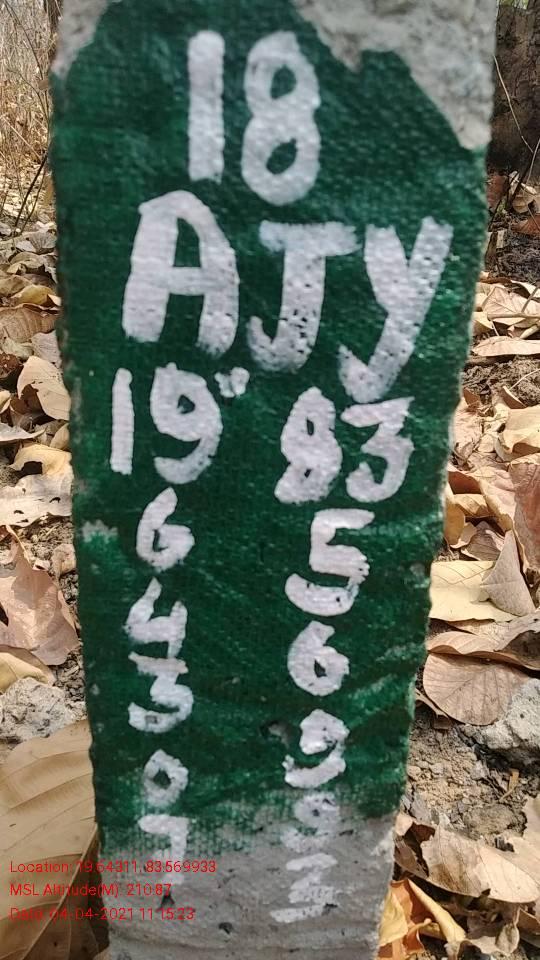 18
AJY
19° 83
6 5
4 6
3 9
0 9
7
Location: 19.64311, 83.569933
MSL Altitude(M): 210.87
Date: 04-04-2021 11:15:23